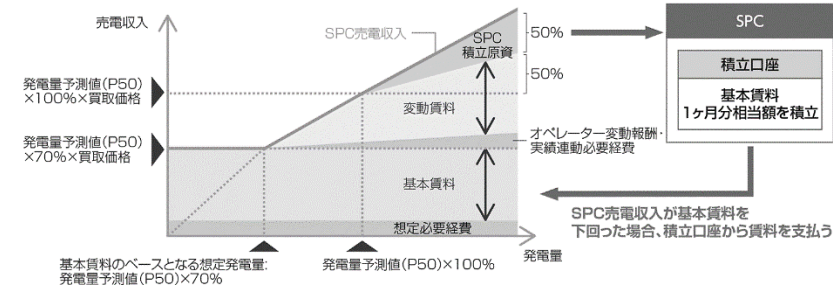 売電収入
SPC売電収入
SPC
積立原資
50%
50%
発電量予測値(P50)
×100%×買取価格
変動賃料
発電量予測値(P50)
×70%×買取価格
オペレーター変動報酬・
実績連動必要経費
基本賃料
想定必要経費
発電量
基本賃料のベースとなる想定発電量:
発電量予測値(P50)×70%
発電量予測値(P50)×100%
SPC
積立口座
基本賃料
1ヶ月分相当額を積立
SPC売電収入が基本賃料を
下回った場合、積立口座から賃料を支払う